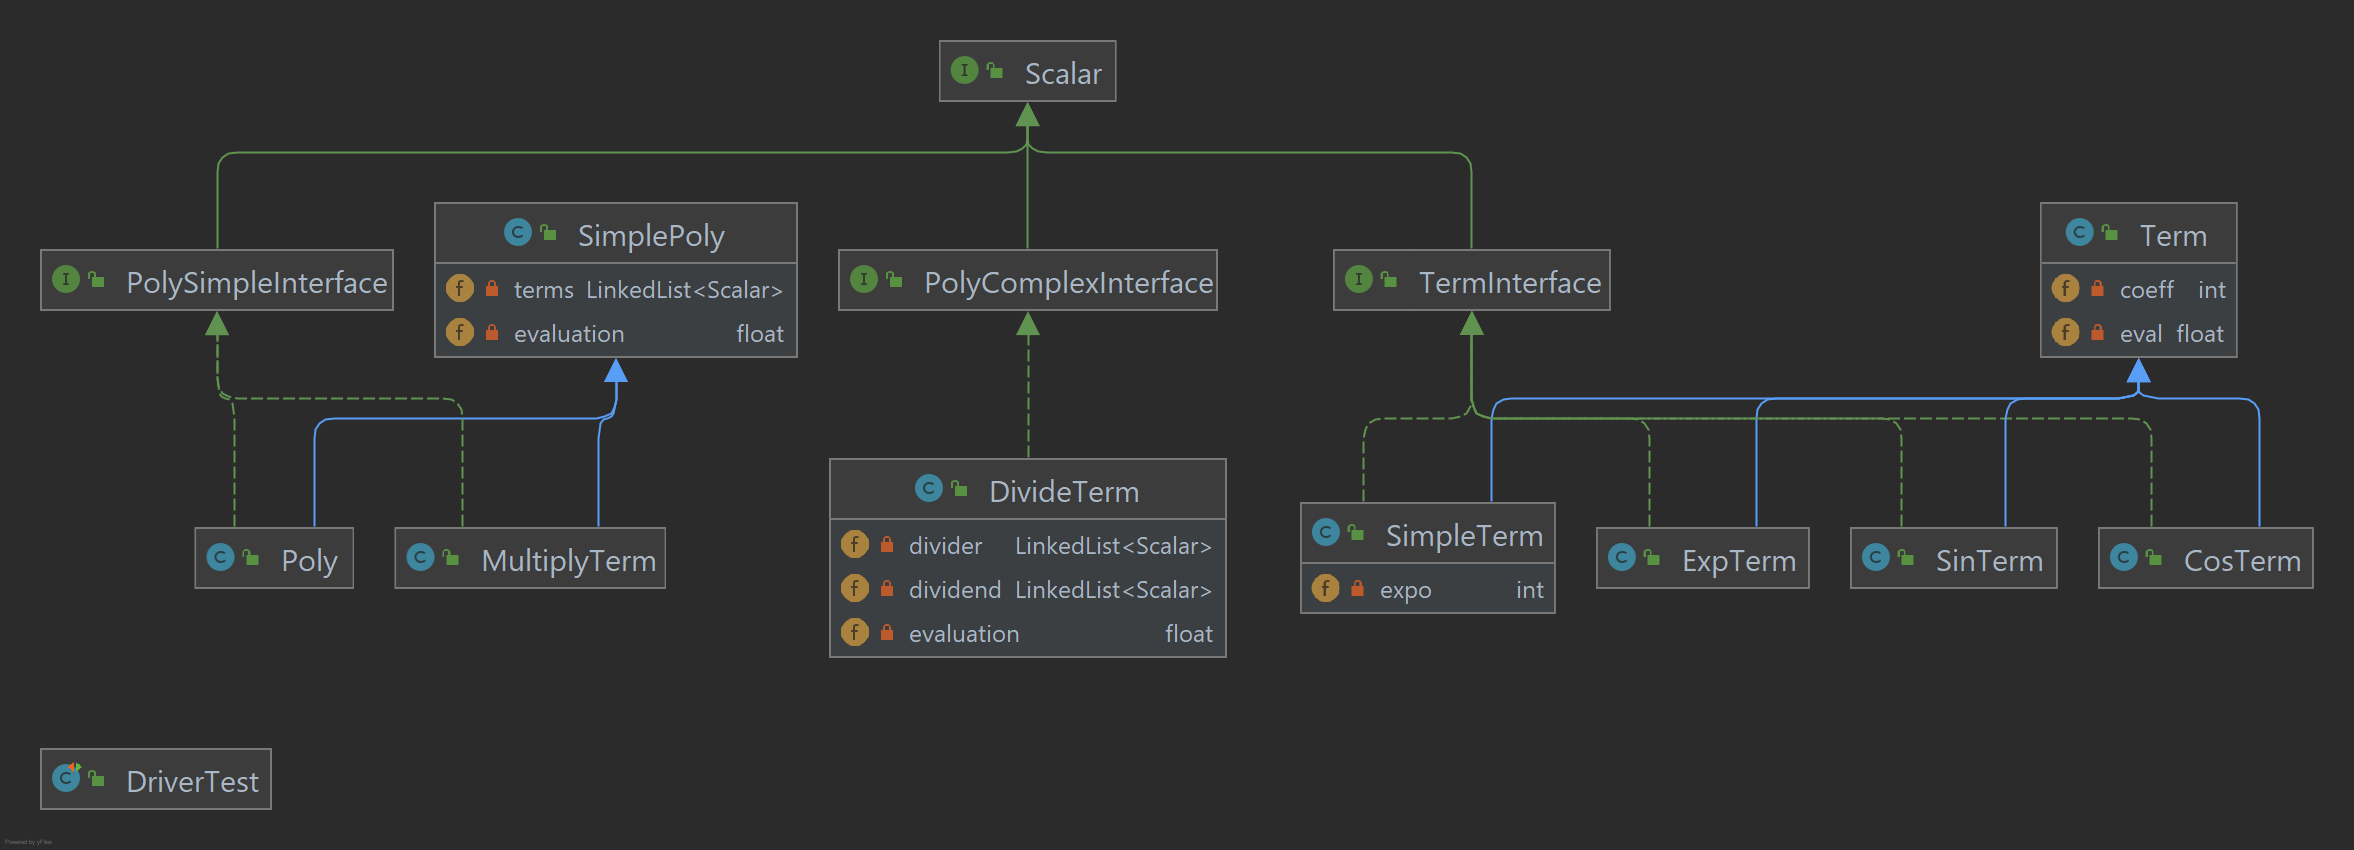 I Scalar
I PolySimpleInterface
C SimplePoly
f terms LinkedList<Scalar>
f evaluation float
I PolyComplexInterface
I TermInterface
C Term
f coeff int
f eval float
C Poly
C MultiplyTerm
C DivideTerm
f divider LinkedList<Scalar>
f dividend LinkedList<Scalar>
f evaluation float
C SimpleTerm
f expo int
C ExpTerm
C SinTerm
C CosTerm
C DriverTest
Powered by yFiles